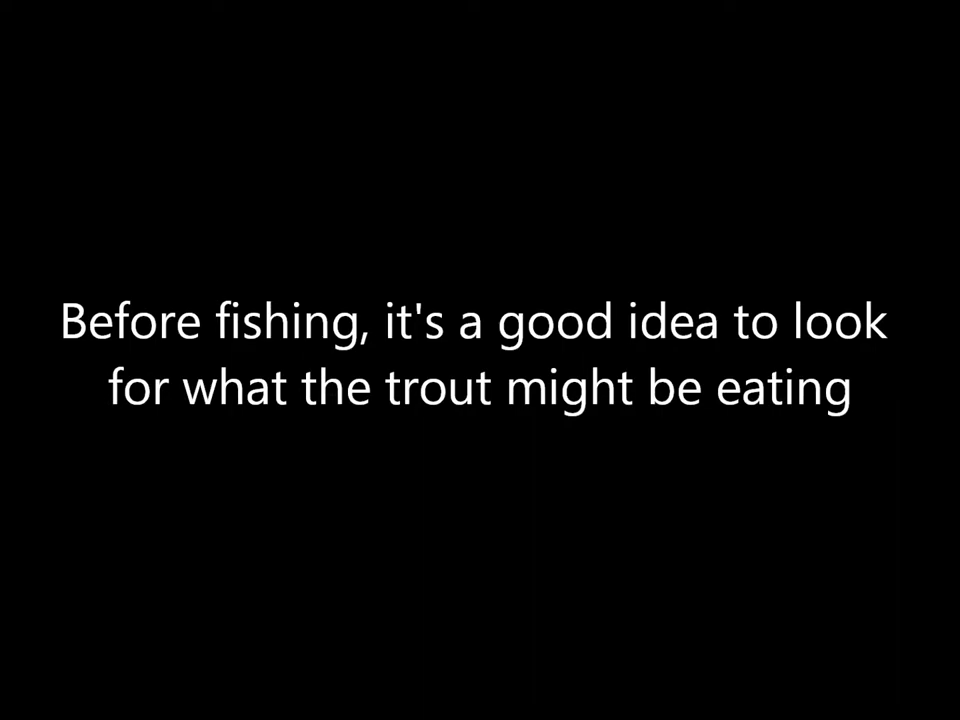 Before fishing, it's a good idea to look
for what the trout might be eating